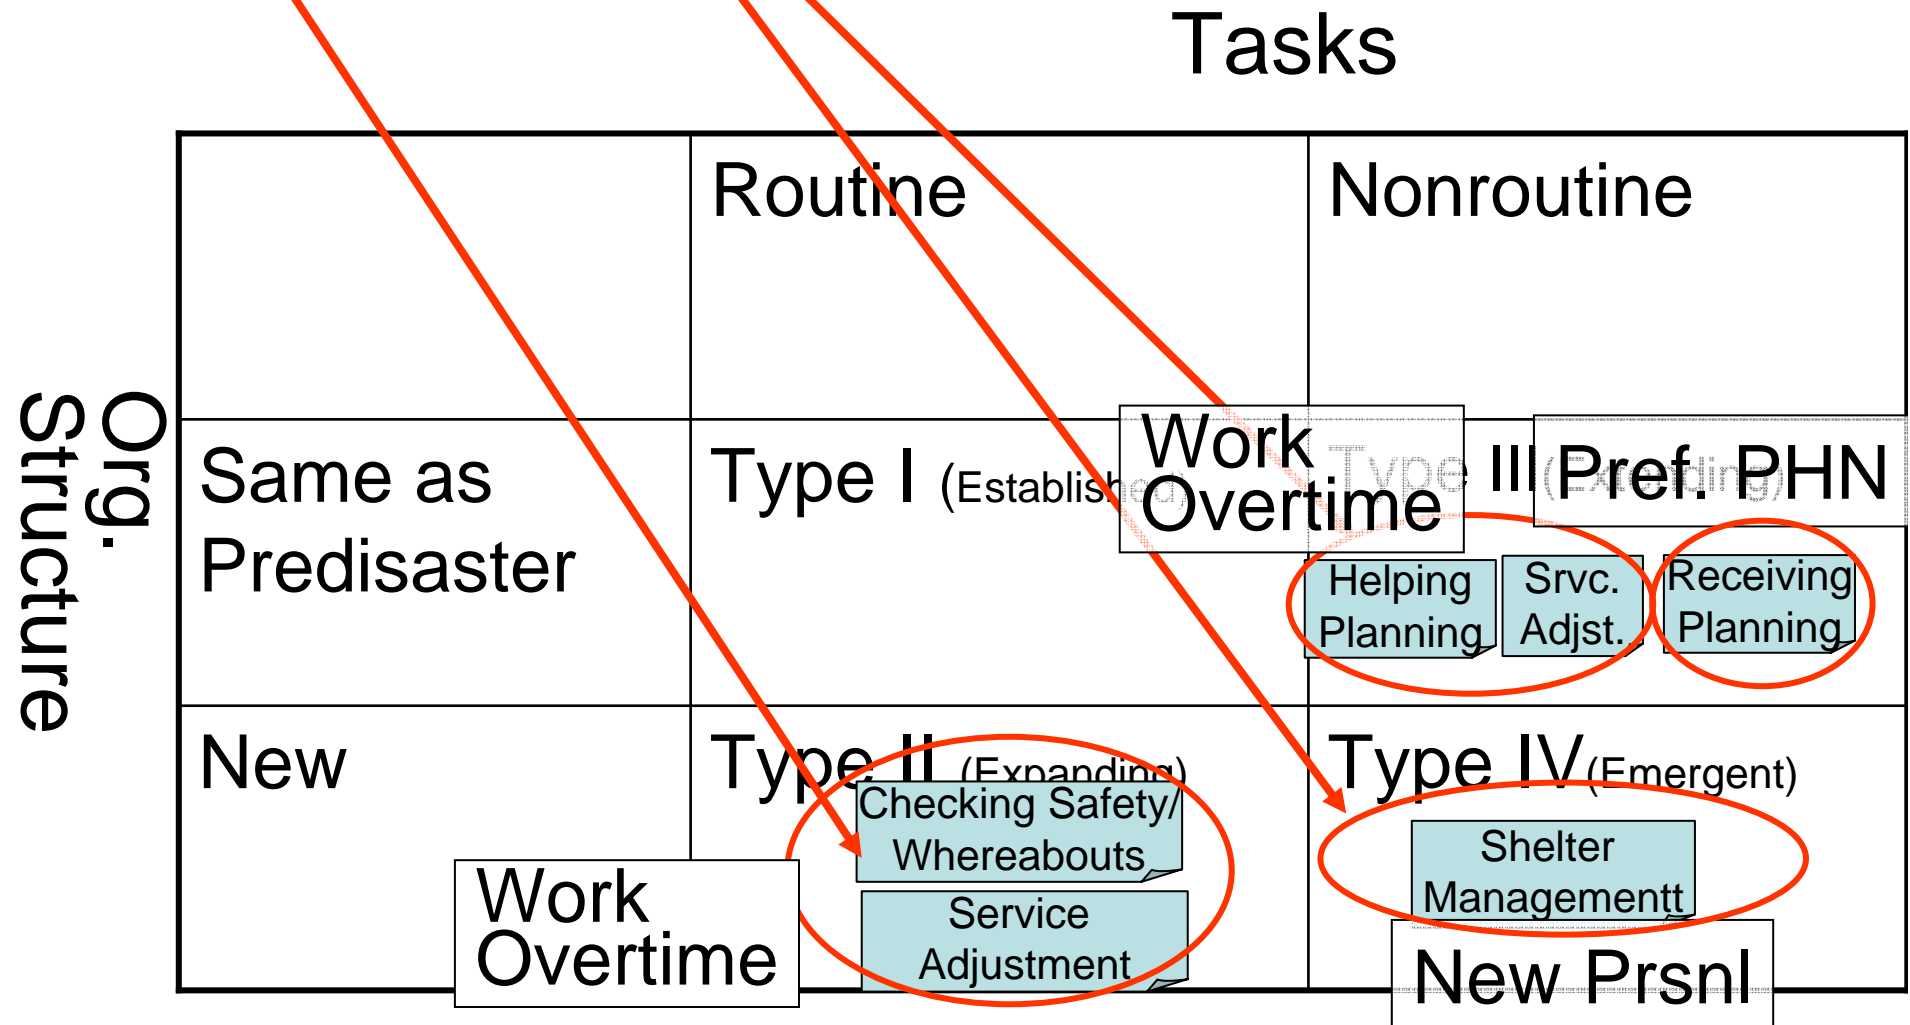 Tasks
Routine
Nonroutine
Org.
Structure
Same as
Predisaster
Type I (Established)
Work
Overtime
Type III (Extending)
Pref. PHN
Helping
Planning
Srvc.
Adjst.
Receiving
Planning
New
Type II (Expanding)
Checking Safety/
Whereabouts
Service
Adjustment
Work
Overtime
Type IV (Emergent)
Shelter
Managementt
New Prsnl